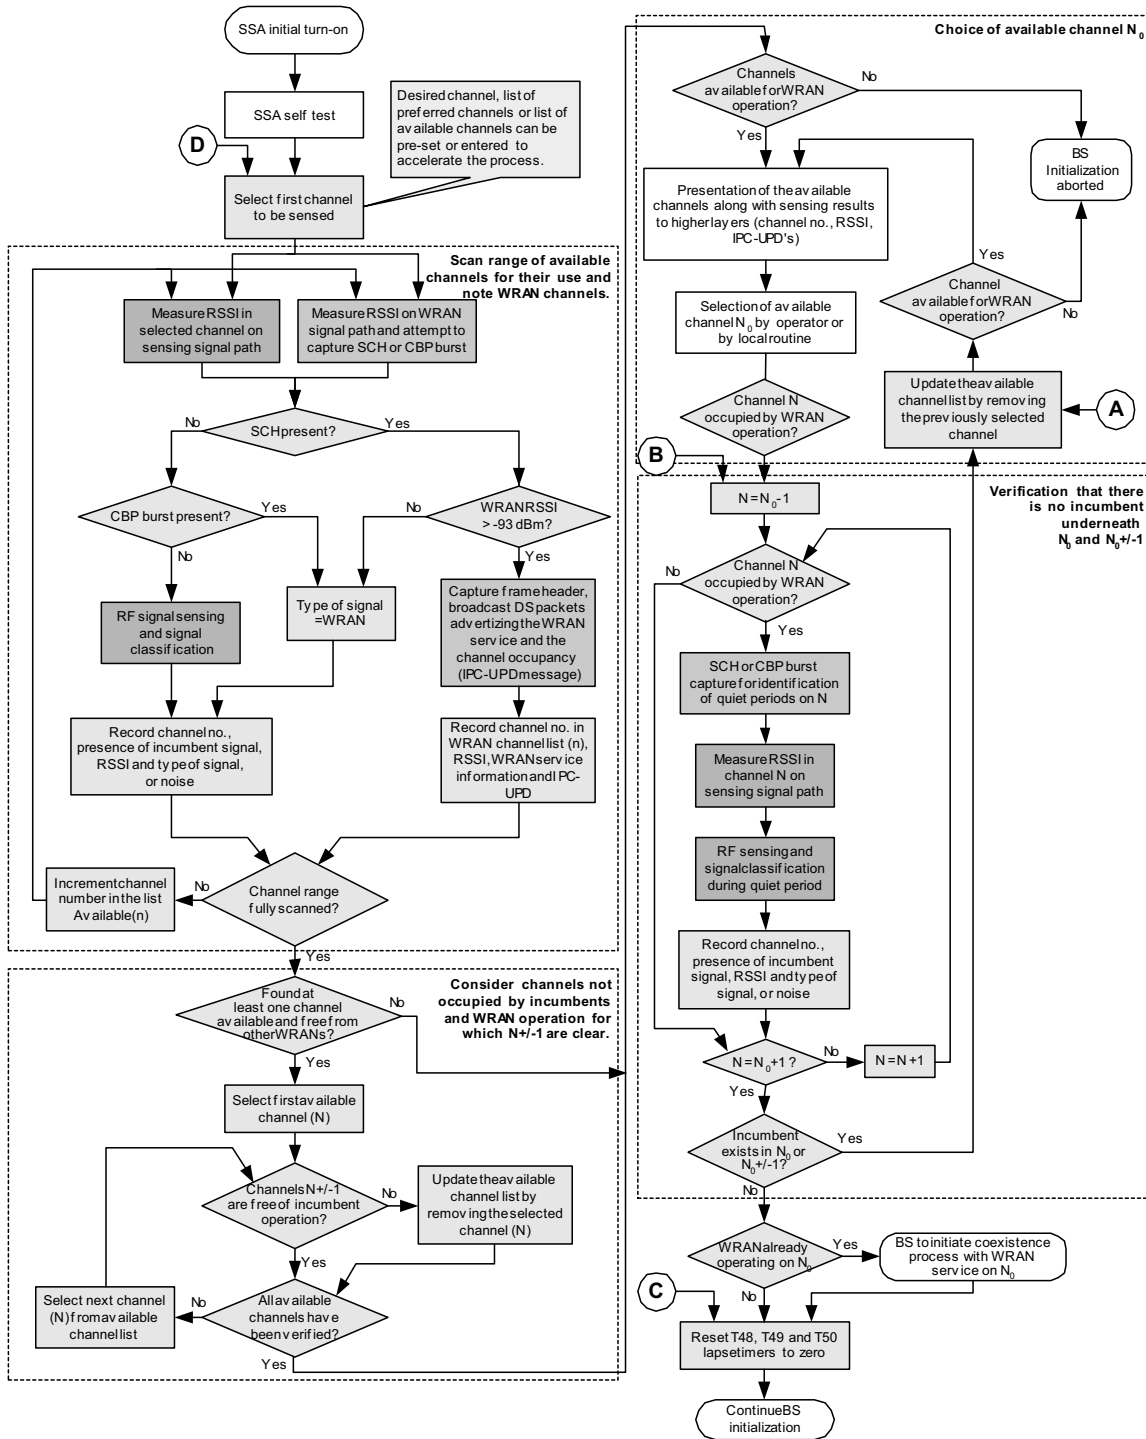 SSA initial turn-on
SSA self test
D
Desired channel, list of
preferred channels or list of
available channels can be
pre-set or entered to
accelerate the process.
Select first channel
to be sensed
Scan range of available
channels for their use and
note WRAN channels.
Measure RSSI in
selected channel on
sensing signal path
Measure RSSI on WRAN
signal path and attempt to
capture SCH or CBP burst
No
SCH present?
Yes
CBP burst present?
Yes
No
No
WRAN RSSI
> -93 dBm?
Yes
RF signal sensing
and signal
classification
Type of signal
=WRAN
Capture frame header,
broadcast DS packets
advertizing the WRAN
service and the
channel occupancy
(IPC-UPD message)
Record channel no.,
presence of incumbent signal,
RSSI and type of signal,
or noise
Record channel no. in
WRAN channel list (n),
RSSI, WRAN service
information and IPC-
UPD
Increment channel
number in the list
Available(n)
No
Channel range
fully scanned?
Yes
Consider channels not
occupied by incumbents
and WRAN operation for
which N+/-1 are clear.
Found at
least one channel
available and free from
other WRANs?
No
Yes
Select first available
channel (N)
Channels N+/-1
are free of incumbent
operation?
No
Yes
Update the available
channel list by
removing the selected
channel (N)
Select next channel
(N) from available
channel list
No
All available
channels have
been verified?
Yes
Choice of available channel N0
Channels
available for WRAN
operation?
No
Yes
BS
Initialization
aborted
Presentation of the available
channels along with sensing results
to higher layers (channel no., RSSI,
IPC-UPD's)
Yes
Channel
available for WRAN
operation?
No
Selection of available
channel N0 by operator or
by local routine
Update the available
channel list by removing
the previously selected
channel
A
Channel N
occupied by WRAN
operation?
B
N=N0-1
Verification that there
is no incumbent
underneath
N0 and N0+/-1
No
Channel N
occupied by WRAN
operation?
Yes
SCH or CBP burst
capture for identification
of quiet periods on N
Measure RSSI in
channel N on
sensing signal path
RF sensing and
signal classification
during quiet period
Record channel no.,
presence of incumbent
signal, RSSI and type of
signal, or noise
N=N0+1 ?
No
N=N+1
Yes
Incumbent
exists in N0 or
N0+/-1?
Yes
No
WRAN already
operating on N0
Yes
No
BS to initiate coexistence
process with WRAN
service on N0
C
Reset T48, T49 and T50
lapse timers to zero
Continue BS
initialization